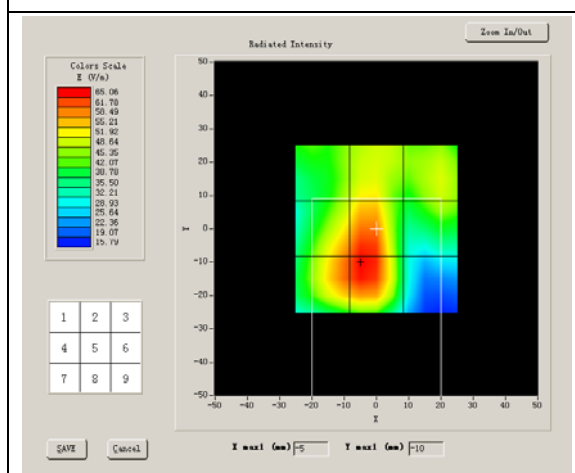 Zoom In/Out
Radiated Intensity
Colors Scale
E (V/m)
65.06
61.78
58.49
55.21
51.92
48.64
45.35
42.07
38.78
35.50
32.21
28.93
25.64
22.36
19.07
15.79
50
40
30
20
10
0
-10
-20
-30
-40
-50
Y
-50 -40 -30 -20 -10 0 10 20 30 40 50
X
1 2 3
4 5 6
7 8 9
SAVE Cancel
X max1 (mm) -5 Y max1 (mm) -10